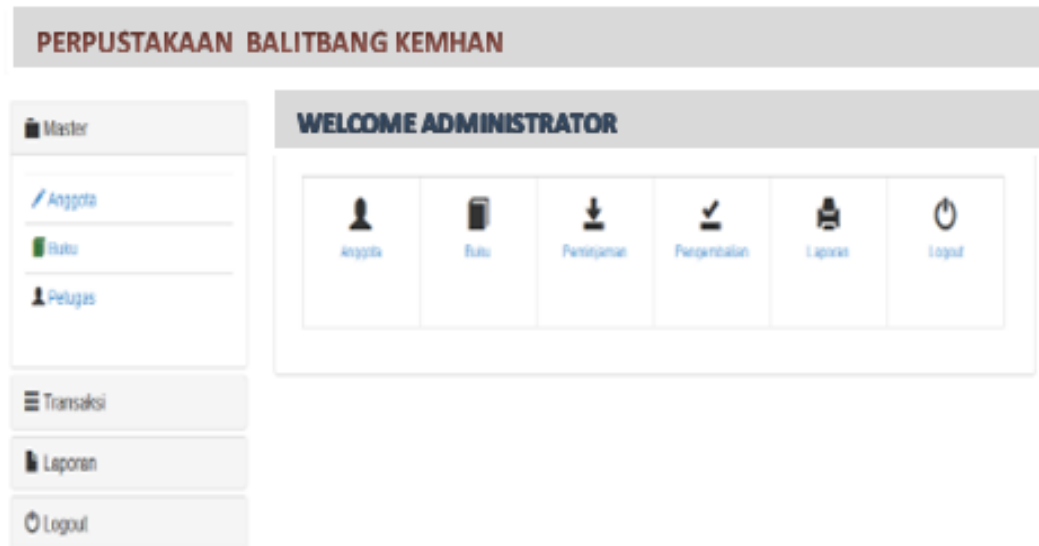 PERPUSTAKAAN BALITBANG KEMHAN
Master
Anggota
Buku
Petugas
Transaksi
Laporan
Logout
WELCOME ADMINISTRATOR
Anggota Buku Peminjaman Pengembalian Laporan Logout